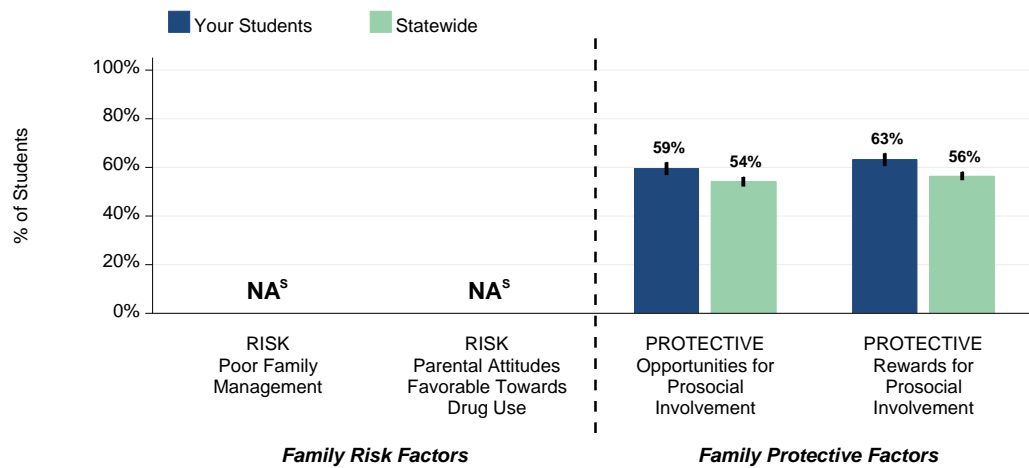 Your Students
Statewide
% of Students
100%
80%
60%
40%
20%
0%
NAˢ
NAˢ
59%
54%
63%
56%
RISK
Poor Family
Management
RISK
Parental Attitudes
Favorable Towards
Drug Use
PROTECTIVE
Opportunities for
Prosocial
Involvement
PROTECTIVE
Rewards for
Prosocial
Involvement
Family Risk Factors
Family Protective Factors